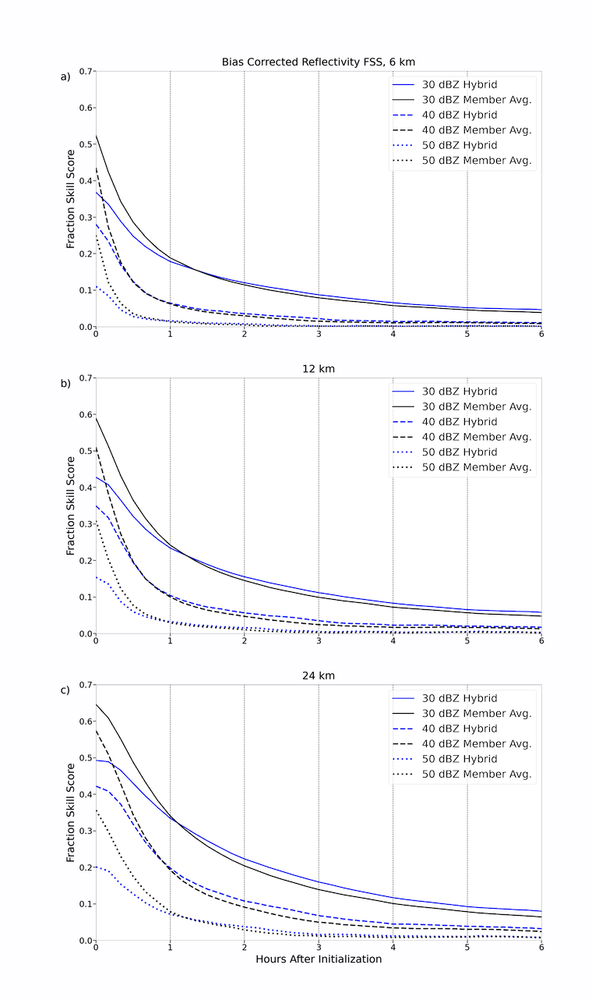 Bias Corrected Reflectivity FSS, 6 km
a)
0.7
0.6
0.5
0.4
0.3
0.2
0.1
0.0
Fraction Skill Score
30 dBZ Hybrid
30 dBZ Member Avg.
40 dBZ Hybrid
40 dBZ Member Avg.
50 dBZ Hybrid
50 dBZ Member Avg.
0 1 2 3 4 5 6
12 km
b)
0.7
0.6
0.5
0.4
0.3
0.2
0.1
0.0
Fraction Skill Score
30 dBZ Hybrid
30 dBZ Member Avg.
40 dBZ Hybrid
40 dBZ Member Avg.
50 dBZ Hybrid
50 dBZ Member Avg.
0 1 2 3 4 5 6
24 km
c)
0.7
0.6
0.5
0.4
0.3
0.2
0.1
0.0
Fraction Skill Score
30 dBZ Hybrid
30 dBZ Member Avg.
40 dBZ Hybrid
40 dBZ Member Avg.
50 dBZ Hybrid
50 dBZ Member Avg.
0 1 2 3 4 5 6
Hours After Initialization